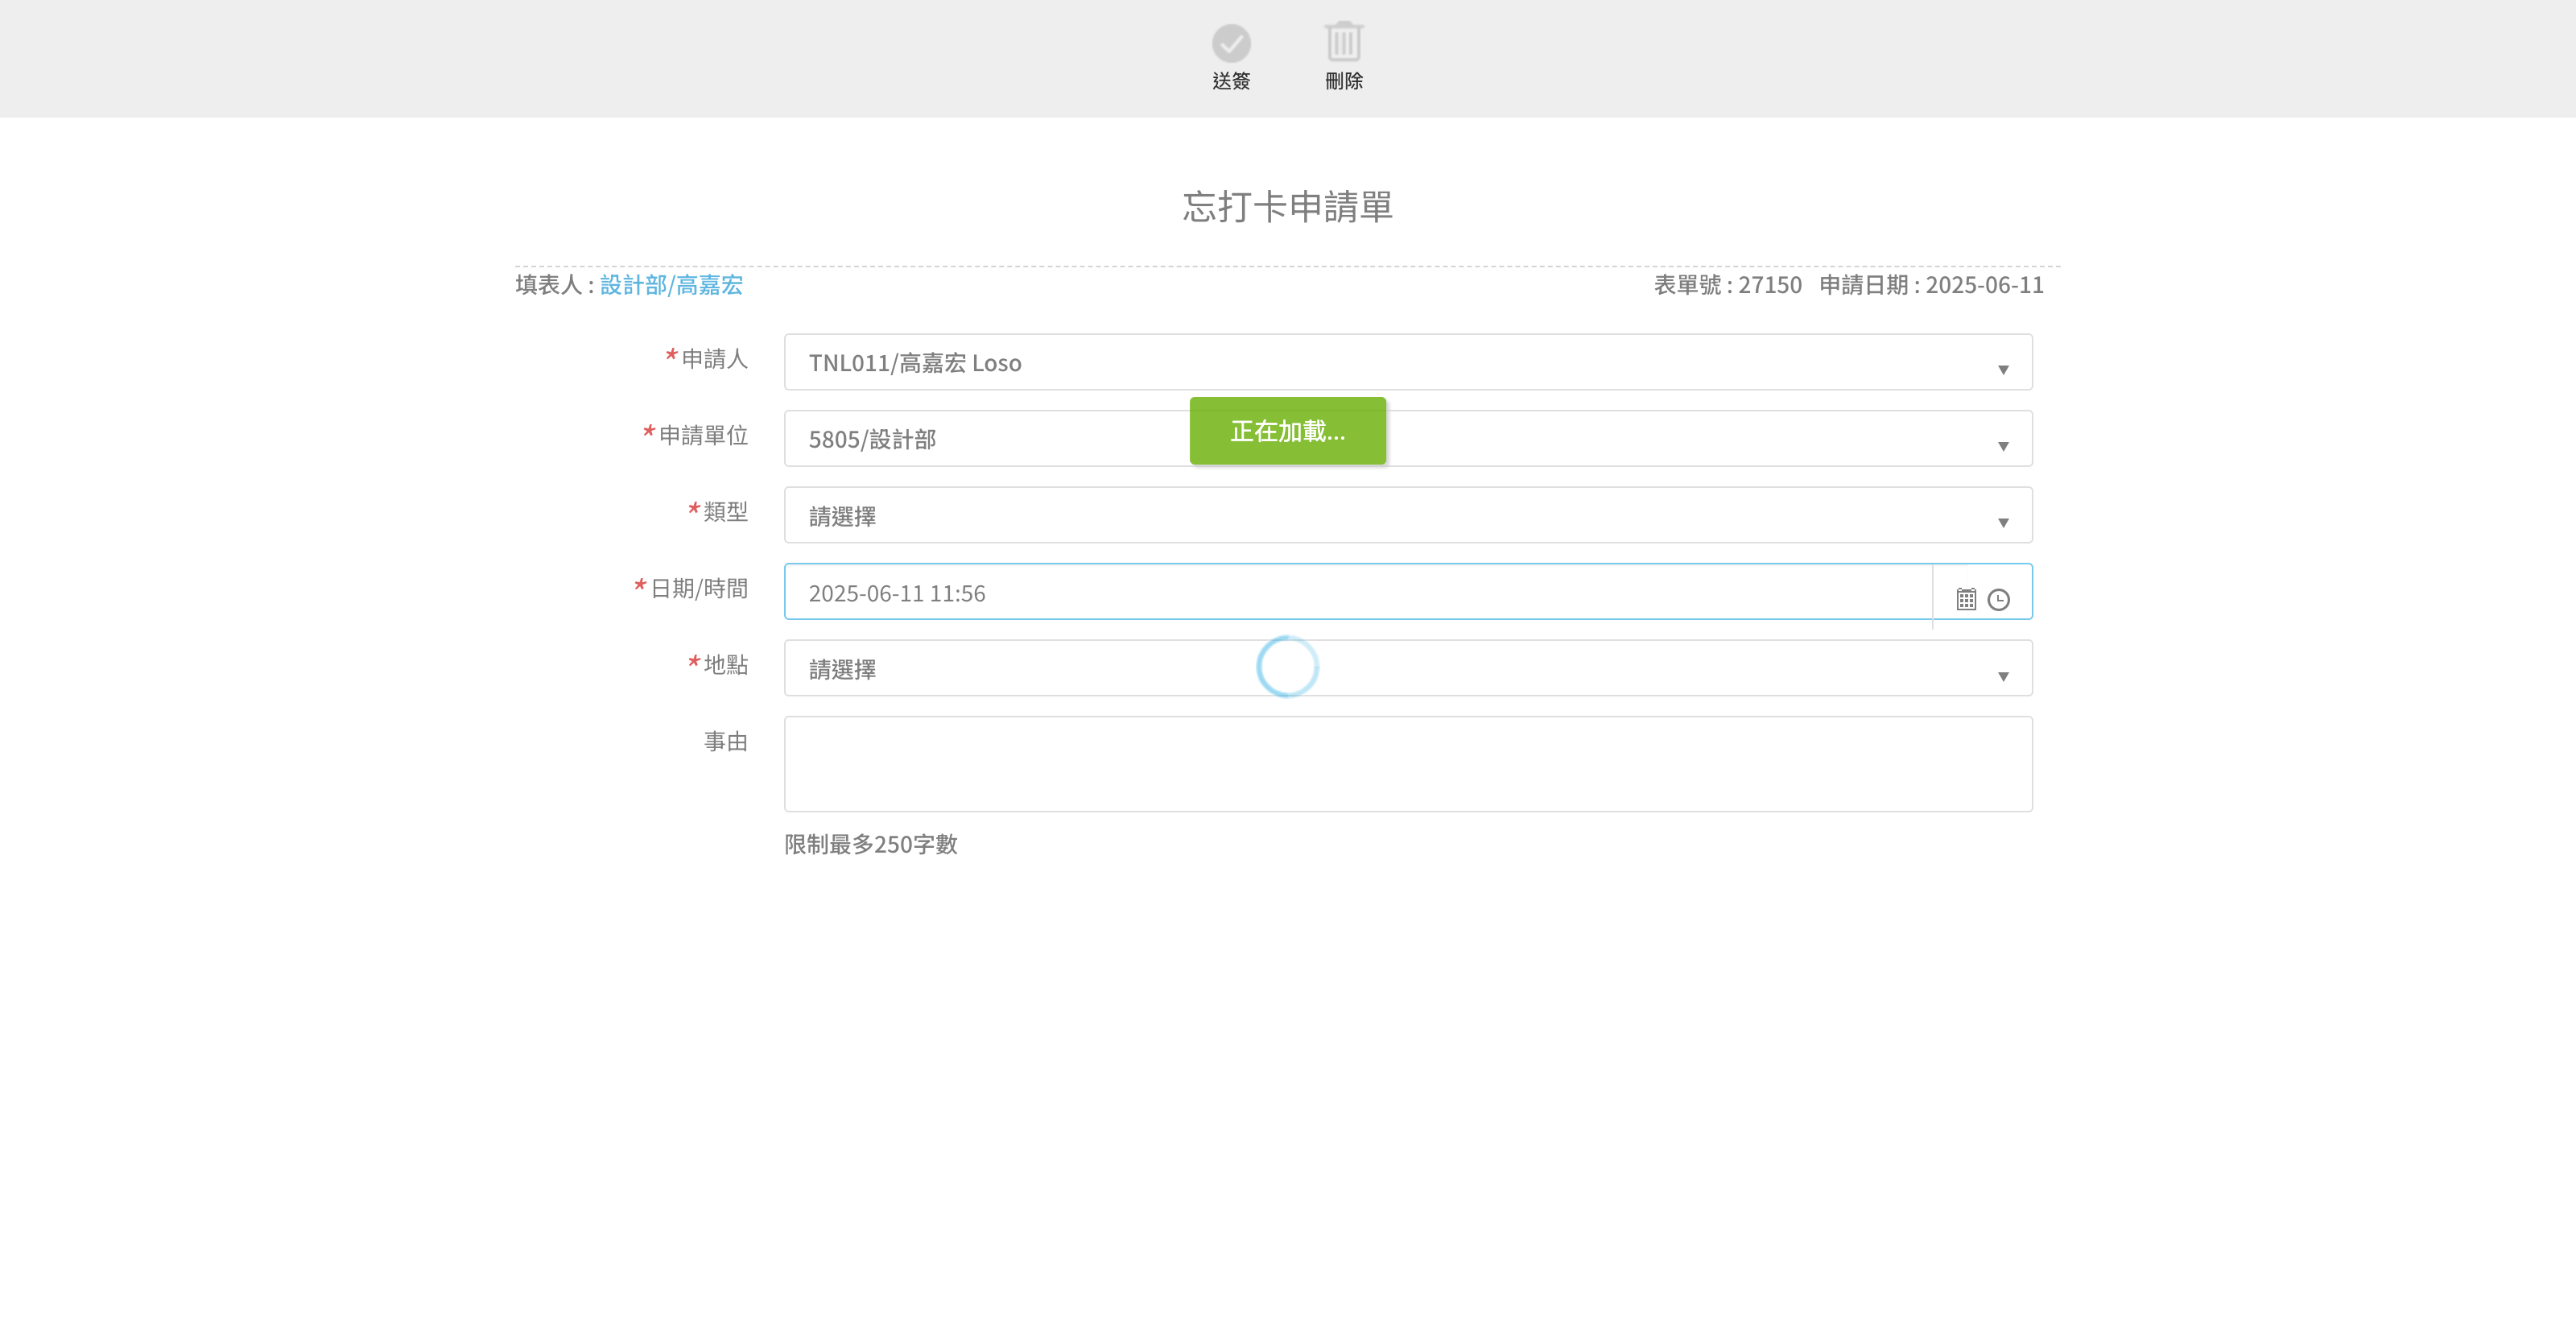 送簽 刪除
忘打卡申請單
填表人 : 設計部/高嘉宏 表單號 : 27150 申請日期 : 2025-06-11
*申請人 TNL011/高嘉宏 Loso
正在加載...
*申請單位 5805/設計部
*類型 請選擇
*日期/時間 2025-06-11 11:56
*地點 請選擇
事由
限制最多250字數